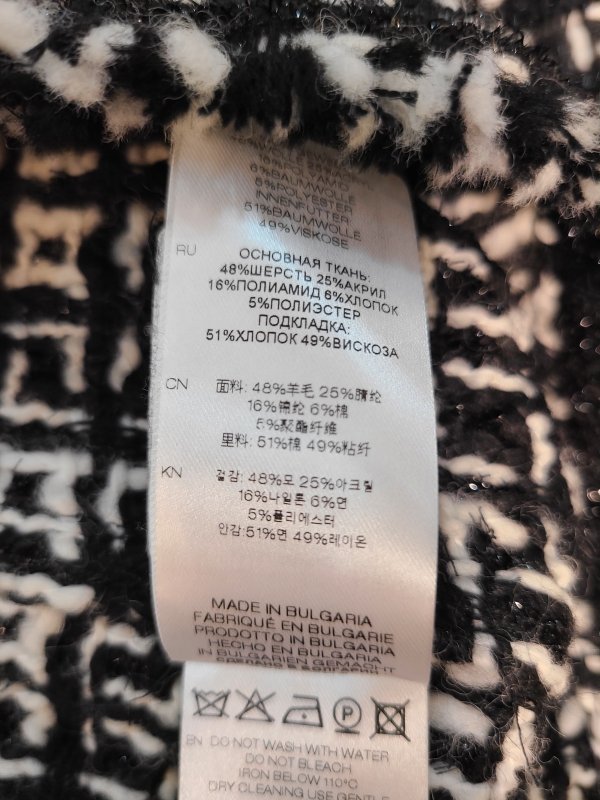 16%POLYAMID
6%BAUMWOLLE
5%POLYESTER
INNENFUTTER:
51%BAUMWOLLE
49%VISKOSE
RU
ОСНОВНАЯ ТКАНЬ:
48%ШЕРСТЬ 25%АКРИЛ
16%ПОЛИАМИД 6%ХЛОПОК
5%ПОЛИЭСТЕР
ПОДКЛАДКА:
51%ХЛОПОК 49%ВИСКОЗА
CN
面料: 48%羊毛 25%腈纶
16%锦纶 6%棉
5%聚酯纤维
里料: 51%棉 49%粘纤
KN
겉감: 48%모 25%아크릴
16%나일론 6%면
5%폴리에스터
안감:51%면 49%레이온
MADE IN BULGARIA
FABRIQUÉ EN BULGARIE
PRODOTTO IN BULGARIA
HECHO EN BULGARIA
IN BULGARIEN GEMACHT
P
EN DO NOT WASH WITH WATER
DO NOT BLEACH
IRON BELOW 110ºC
DRY CLEANING USE GENTLE